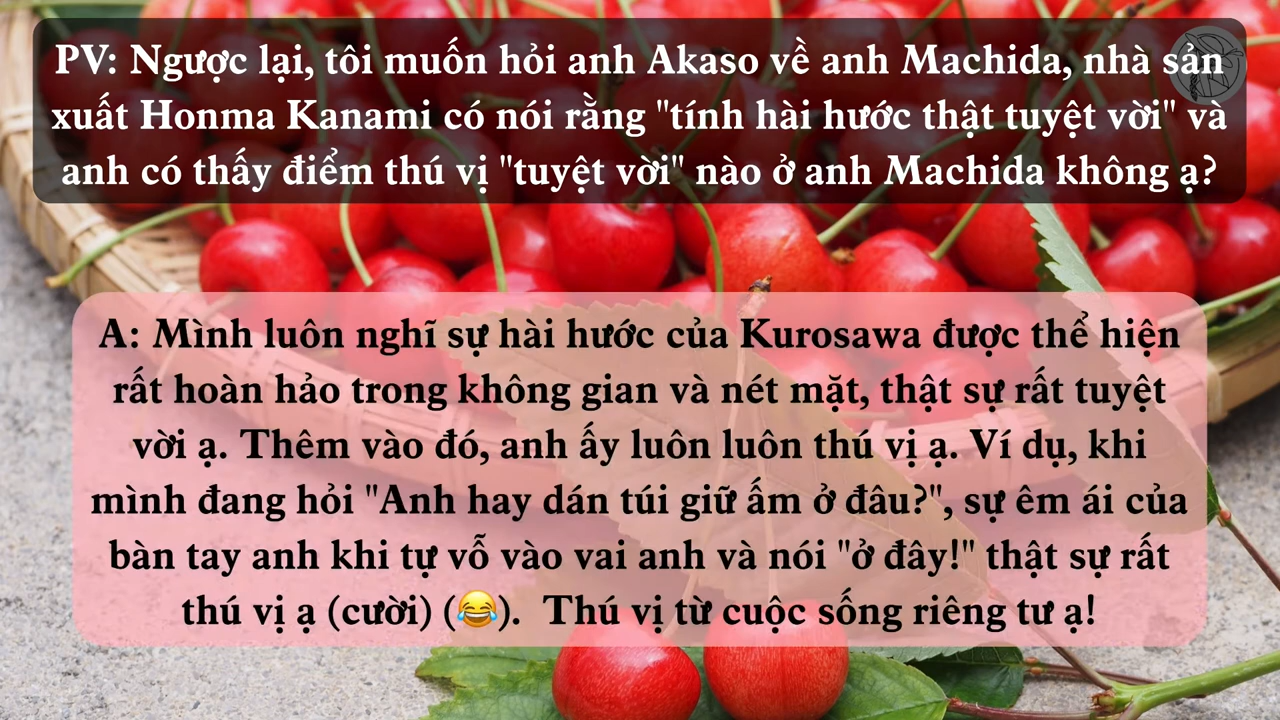 PV: Ngược lại, tôi muốn hỏi anh Akaso về anh Machida, nhà sản
xuất Honma Kanami có nói rằng "tính hài hước thật tuyệt vời" và
anh có thấy điểm thú vị "tuyệt vời" nào ở anh Machida không ạ?
A: Mình luôn nghĩ sự hài hước của Kurosawa được thể hiện
rất hoàn hảo trong không gian và nét mặt, thật sự rất tuyệt
vời ạ. Thêm vào đó, anh ấy luôn luôn thú vị ạ. Ví dụ, khi
mình đang hỏi "Anh hay dán túi giữ ấm ở đâu?", sự êm ái của
bàn tay anh khi tự vỗ vào vai anh và nói "ở đây!" thật sự rất
thú vị ạ (cười) (😂). Thú vị từ cuộc sống riêng tư ạ!